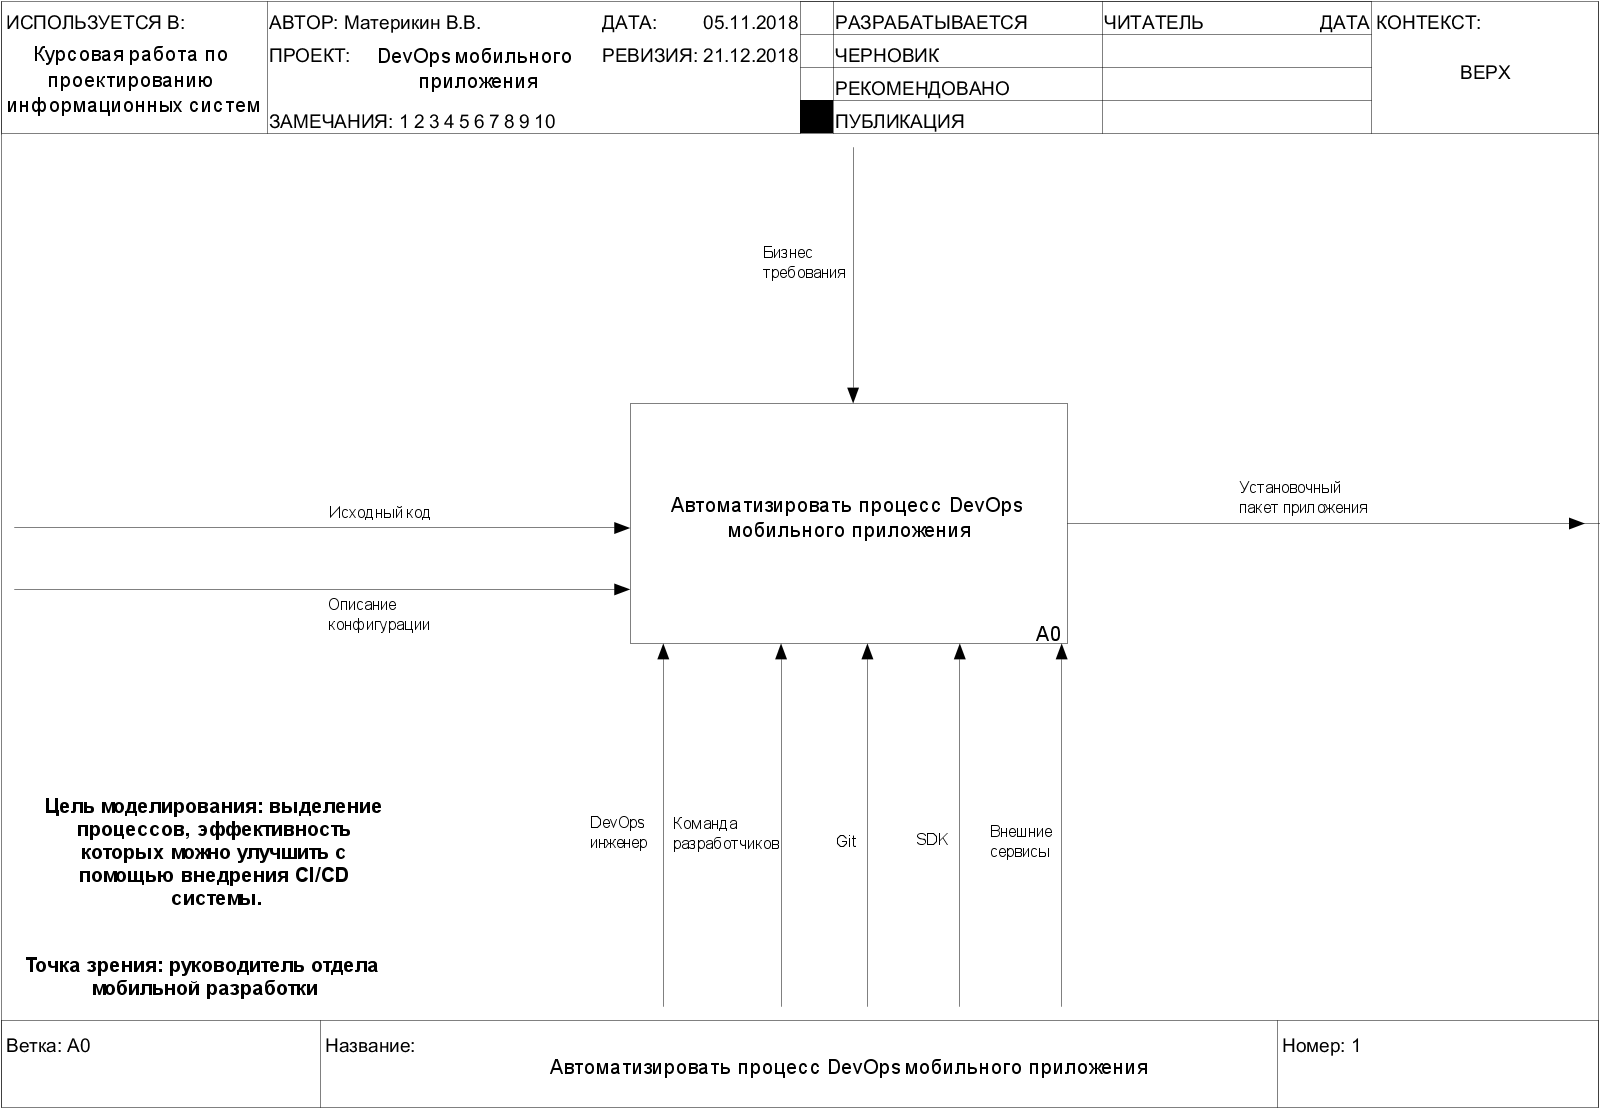 ИСПОЛЬЗУЕТСЯ В:
Курсовая работа по
проектированию
информационных систем
АВТОР: Материкин В.В.
ДАТА: 05.11.2018
ПРОЕКТ: DevOps мобильного
приложения
РЕВИЗИЯ: 21.12.2018
ЗАМЕЧАНИЯ: 1 2 3 4 5 6 7 8 9 10
РАЗРАБАТЫВАЕТСЯ
ЧЕРНОВИК
РЕКОМЕНДОВАНО
ПУБЛИКАЦИЯ
ЧИТАТЕЛЬ ДАТА
КОНТЕКСТ:
ВЕРХ
Бизнес
требования
Автоматизировать процесс DevOps
мобильного приложения
A0
Исходный код
Описание
конфигурации
Установочный
пакет приложения
DevOps
инженер
Команда
разработчиков
Git
SDK
Внешние
сервисы
Цель моделирования: выделение
процессов, эффективность
которых можно улучшить с
помощью внедрения CI/CD
системы.
Точка зрения: руководитель отдела
мобильной разработки
Ветка: A0
Название:
Автоматизировать процесс DevOps мобильного приложения
Номер: 1